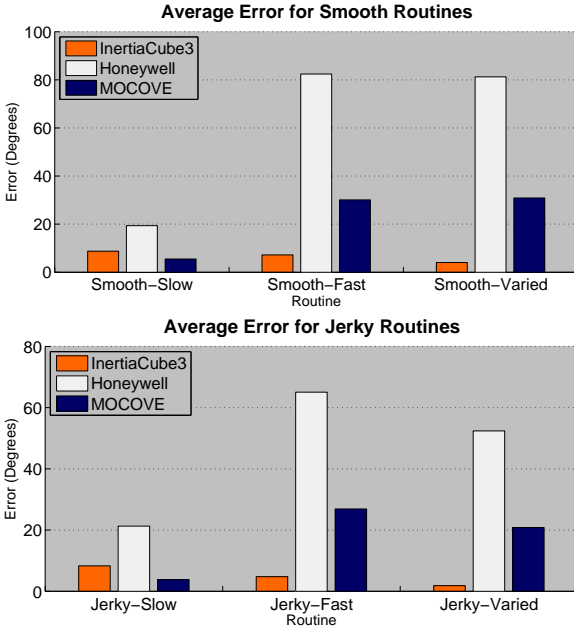 Average Error for Smooth Routines
100
80
60
40
20
0
Error (Degrees)
InertiaCube3
Honeywell
MOCOVE
Smooth−Slow
Smooth−Fast
Smooth−Varied
Routine
Average Error for Jerky Routines
80
60
40
20
0
Error (Degrees)
InertiaCube3
Honeywell
MOCOVE
Jerky−Slow
Jerky−Fast
Jerky−Varied
Routine